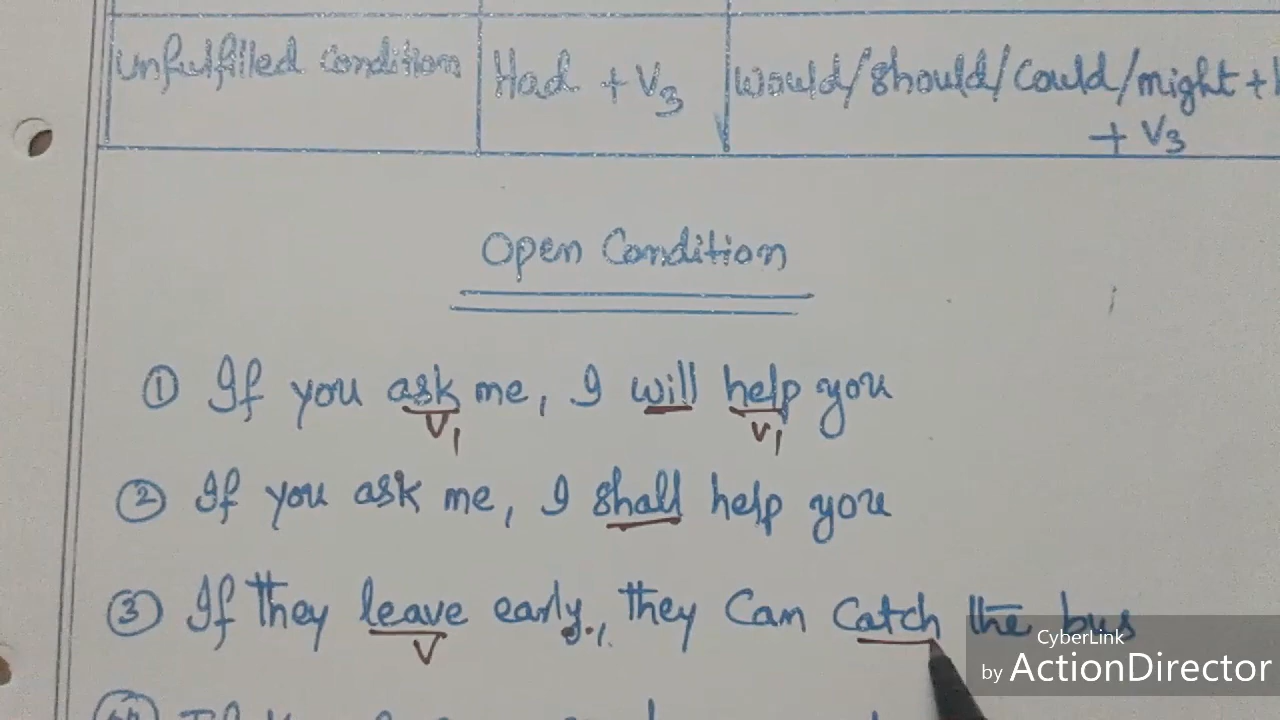 Unfulfilled Condition Had + V3 Would/Should/Could/might +
+ V3
Open Condition
① If you ask me, I will help you
V1 V1
② If you ask me, I shall help you
③ If they leave early, they Can Catch the bus
V
CyberLink
by ActionDirector